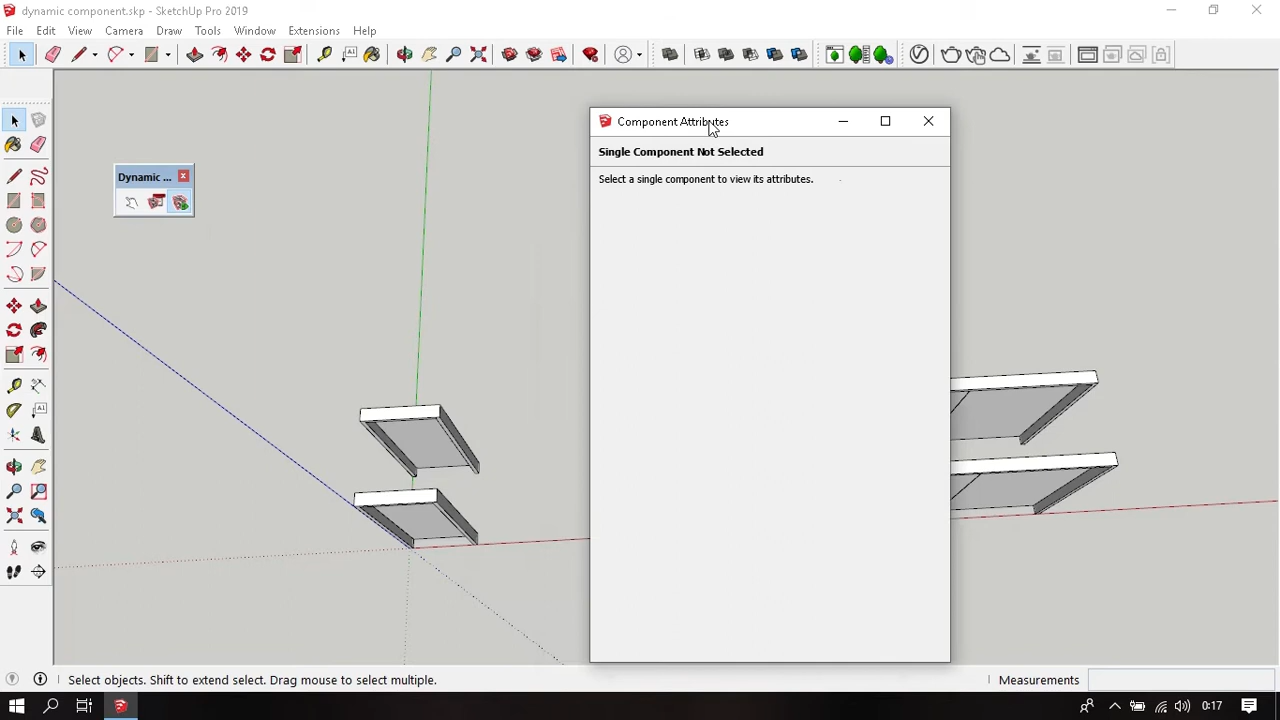 dynamic component.skp - SketchUp Pro 2019
File Edit View Camera Draw Tools Window Extensions Help
Component Attributes
Single Component Not Selected
Select a single component to view its attributes.
Dynamic ...
Select objects. Shift to extend select. Drag mouse to select multiple.
Measurements
0:17